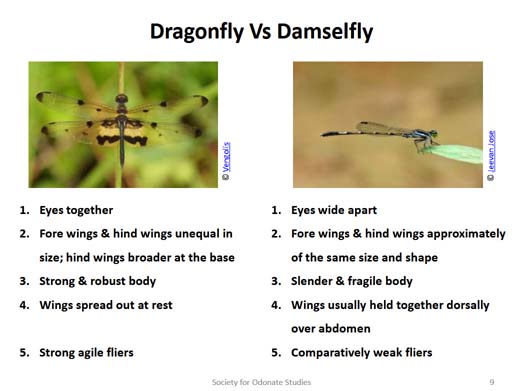 Dragonfly Vs Damselfly
© Vengolis
1. Eyes together
2. Fore wings & hind wings unequal in
size; hind wings broader at the base
3. Strong & robust body
4. Wings spread out at rest
5. Strong agile fliers
© Jeevan Jose
1. Eyes wide apart
2. Fore wings & hind wings approximately
of the same size and shape
3. Slender & fragile body
4. Wings usually held together dorsally
over abdomen
5. Comparatively weak fliers
Society for Odonate Studies
9